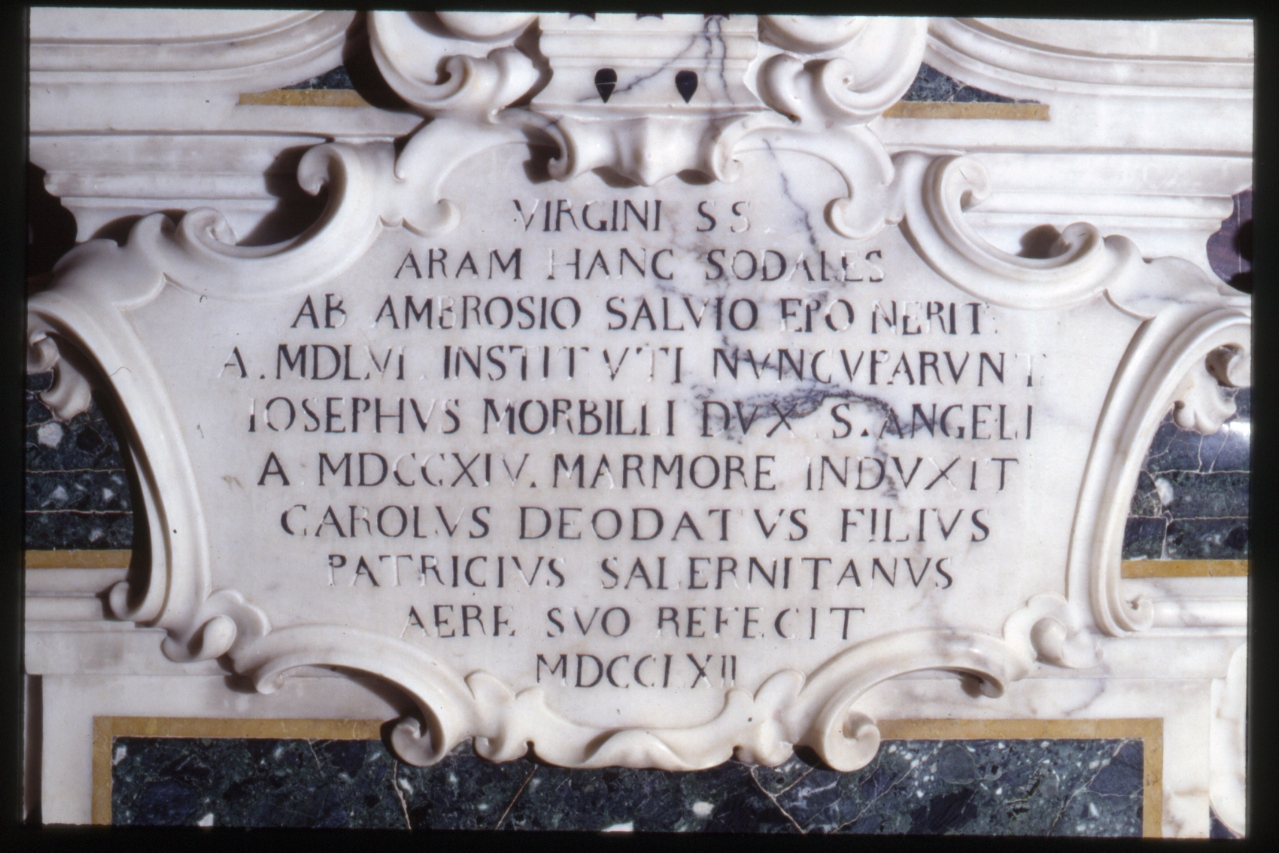 VIRGINI SS.
ARAM HANC SODALES
AB AMBROSIO SALVIO EPO NERIT.
A. MDLVI. INSTITVTI NVNCVPARVNT
IOSEPHVS MORBILLI DVX S. ANGELI
A MDCCXIV. MARMORE INDVXIT
CAROLVS DEODATVS FILIVS
PATRICIVS SALERNITANVS
AERE SVO REFECIT
MDCCLXII